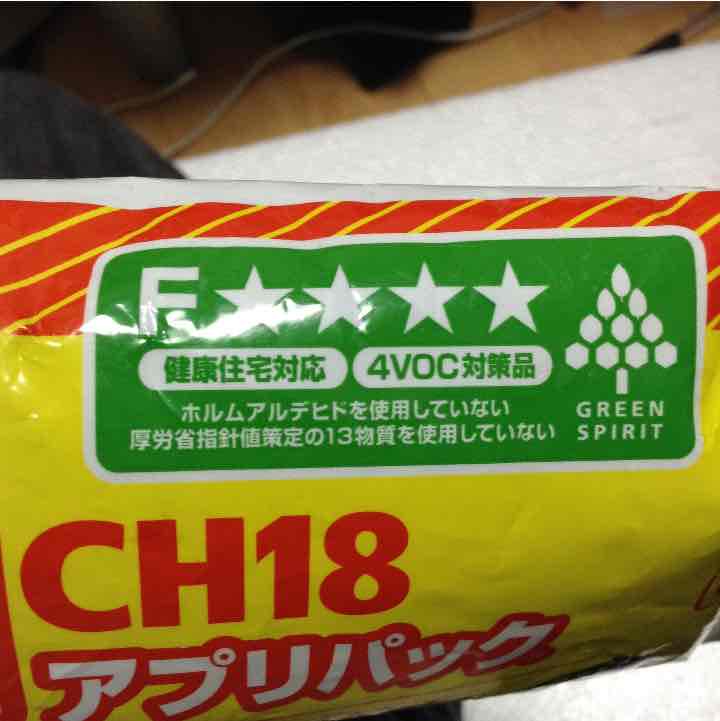 F★★★★
健康住宅対応 4VOC対策品
ホルムアルデヒドを使用していない
厚労省指針値策定の13物質を使用していない
GREEN
SPIRIT
CH18
アプリパック